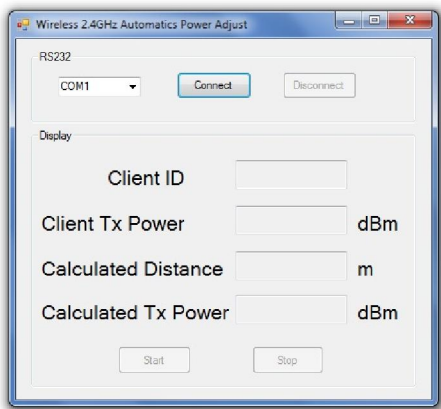 Wireless 2.4GHz Automatics Power Adjust
RS232
COM1 Connect Disconnect
Display
Client ID
Client Tx Power dBm
Calculated Distance m
Calculated Tx Power dBm
Start Stop